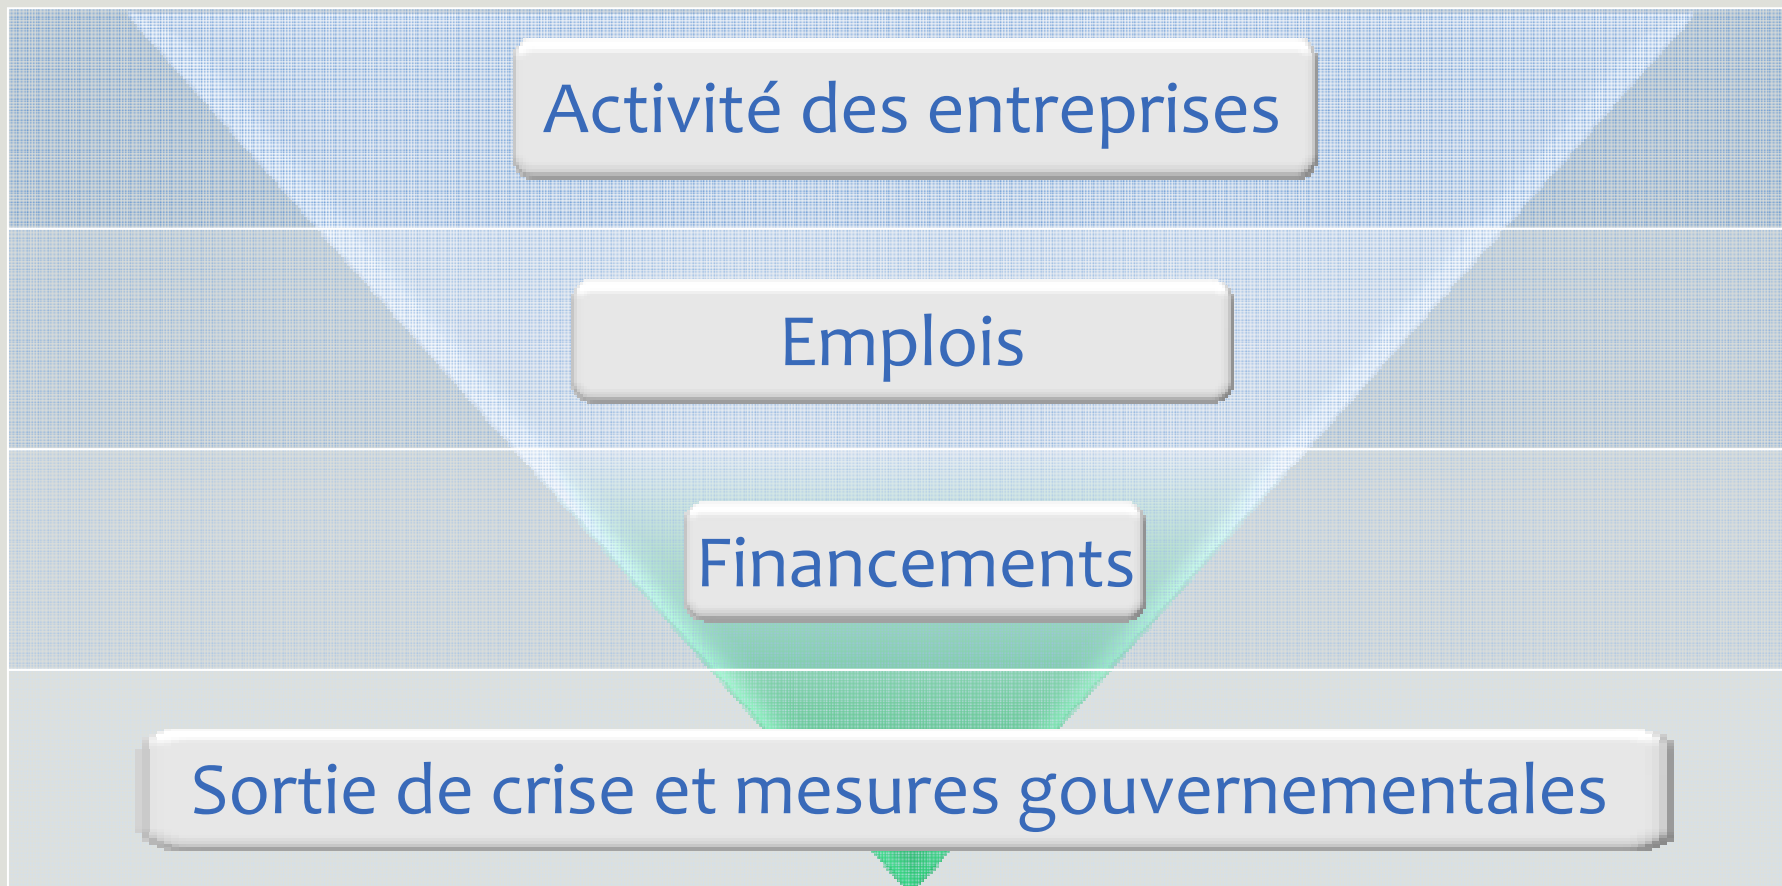 Activité des entreprises
Emplois
Financements
Sortie de crise et mesures gouvernementales